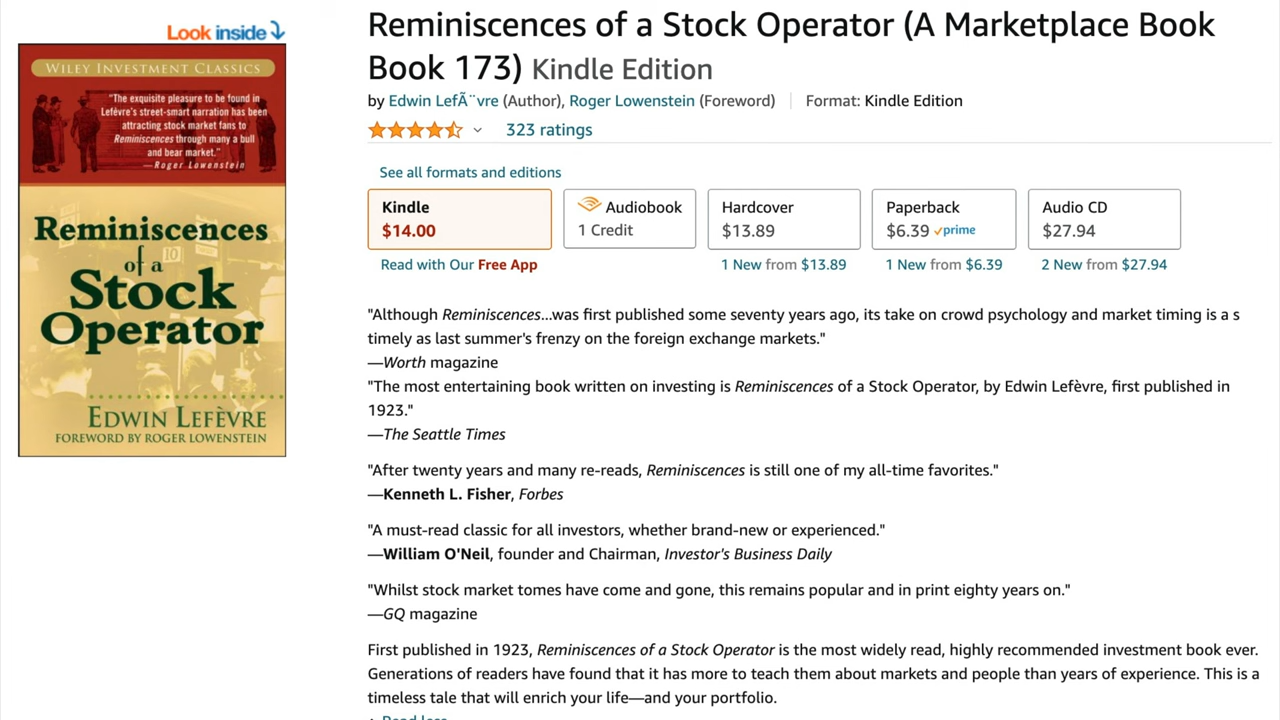 Look inside
WILEY INVESTMENT CLASSICS
"The exquisite pleasure to be found in
Lefèvre's street-smart narration has been
attracting stock market fans to
Reminiscences through many a bull
and bear market."
—Roger Lowenstein
Reminiscences
of a
Stock
Operator
EDWIN LEFÈVRE
FOREWORD BY ROGER LOWENSTEIN
Reminiscences of a Stock Operator (A Marketplace Book
Book 173) Kindle Edition
by Edwin LefÃ¨vre (Author), Roger Lowenstein (Foreword) Format: Kindle Edition
323 ratings
See all formats and editions
Kindle
$14.00
Read with Our Free App
Audiobook
1 Credit
Hardcover
$13.89
1 New from $13.89
Paperback
$6.39 prime
1 New from $6.39
Audio CD
$27.94
2 New from $27.94
"Although Reminiscences...was first published some seventy years ago, its take on crowd psychology and market timing is a s
timely as last summer's frenzy on the foreign exchange markets."
—Worth magazine
"The most entertaining book written on investing is Reminiscences of a Stock Operator, by Edwin Lefèvre, first published in
1923."
—The Seattle Times
"After twenty years and many re-reads, Reminiscences is still one of my all-time favorites."
—Kenneth L. Fisher, Forbes
"A must-read classic for all investors, whether brand-new or experienced."
—William O'Neil, founder and Chairman, Investor's Business Daily
"Whilst stock market tomes have come and gone, this remains popular and in print eighty years on."
—GQ magazine
First published in 1923, Reminiscences of a Stock Operator is the most widely read, highly recommended investment book ever.
Generations of readers have found that it has more to teach them about markets and people than years of experience. This is a
timeless tale that will enrich your life—and your portfolio.
Read less